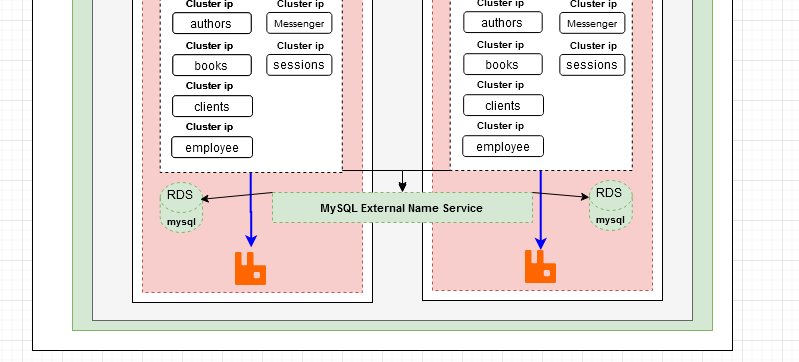 Cluster ip
Cluster ip
authors
Messenger
Cluster ip
Cluster ip
books
sessions
Cluster ip
clients
Cluster ip
employee
Cluster ip
Cluster ip
authors
Messenger
Cluster ip
Cluster ip
books
sessions
Cluster ip
clients
Cluster ip
employee
RDS
mysql
MySQL External Name Service
RDS
mysql